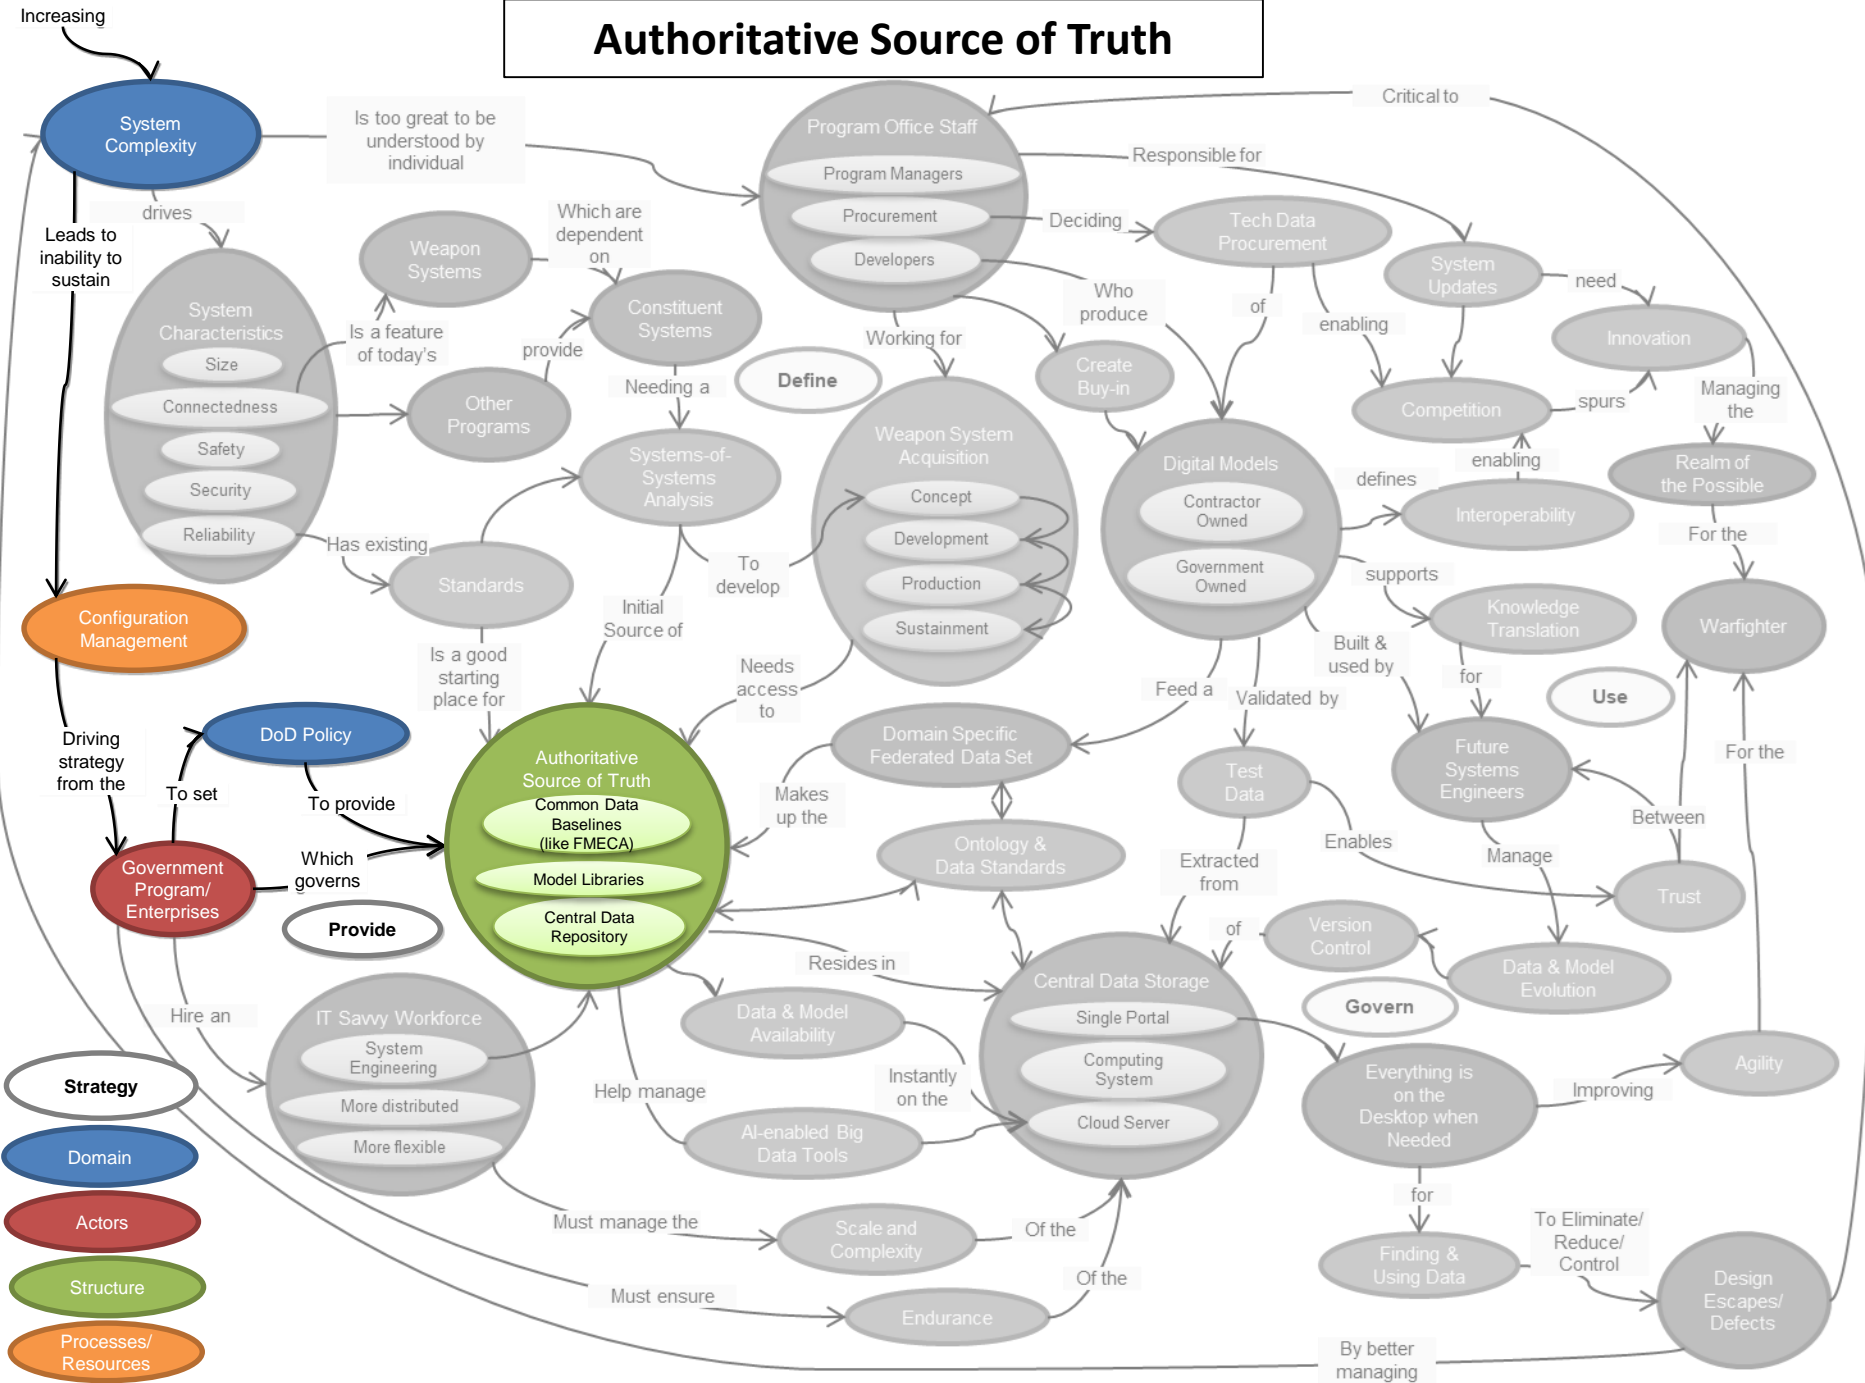 Increasing
Authoritative Source of Truth
System
Complexity
Is too great to be
understood by
individual
Program Office Staff
Program Managers
Procurement
Developers
Critical to
Responsible for
Deciding
Tech Data
Procurement
drives
Leads to
inability to
sustain
Weapon
Systems
Which are
dependent
on
Constituent
Systems
System
Characteristics
Size
Connectedness
Safety
Security
Reliability
Is a feature
of today's
provide
Other
Programs
Needing a
Define
Working for
Who
produce
of
enabling
System
Updates
need
Innovation
Create
Buy-in
Competition
spurs
Managing
the
Systems-of-
Systems
Analysis
Weapon System
Acquisition
Concept
Development
Production
Sustainment
Digital Models
Contractor
Owned
Government
Owned
defines
enabling
Interoperability
Realm of
the Possible
For the
Has existing
Standards
To
develop
Initial
Source of
supports
Knowledge
Translation
Warfighter
Configuration
Management
Is a good
starting
place for
Needs
access
to
Built &
used by
for
Use
Feed a
Validated by
Driving
strategy
from the
DoD Policy
To set
To provide
Authoritative
Source of Truth
Common Data
Baselines
(like FMECA)
Model Libraries
Central Data
Repository
Domain Specific
Federated Data Set
Makes
up the
Test
Data
Future
Systems
Engineers
For the
Between
Government
Program/
Enterprises
Which
governs
Provide
Ontology &
Data Standards
Extracted
from
Enables
Manage
Trust
Resides in
of
Version
Control
Data & Model
Evolution
Govern
Central Data Storage
Single Portal
Computing
System
Cloud Server
Hire an
IT Savvy Workforce
System
Engineering
More distributed
More flexible
Data & Model
Availability
Help manage
Instantly
on the
AI-enabled Big
Data Tools
Everything is
on the
Desktop when
Needed
Improving
Agility
Strategy
Domain
Actors
Structure
Processes/
Resources
Must manage the
Scale and
Complexity
Of the
Must ensure
Endurance
Of the
for
Finding &
Using Data
To Eliminate/
Reduce/
Control
Design
Escapes/
Defects
By better
managing